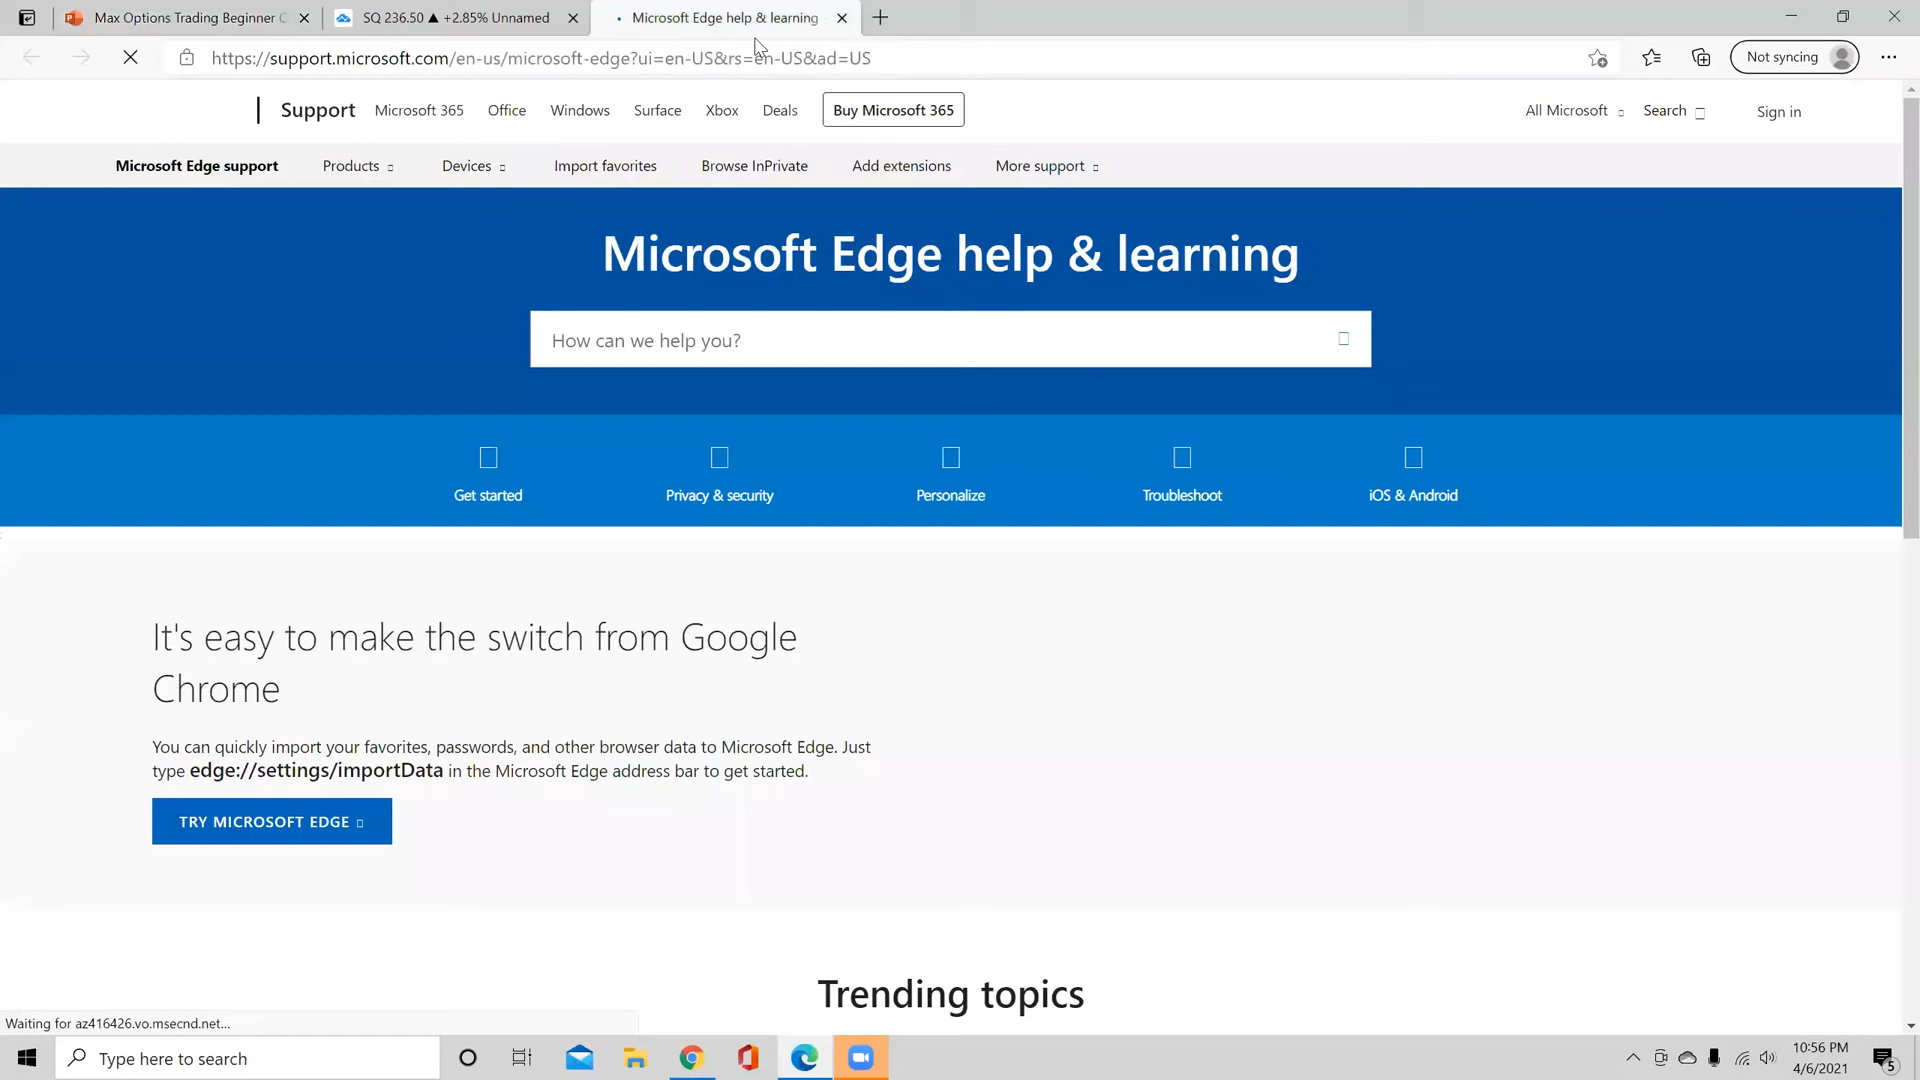 Max Options Trading Beginner C
SQ 236.50 ▲ +2.85% Unnamed
Microsoft Edge help & learning
https://support.microsoft.com/en-us/microsoft-edge?ui=en-US&rs=en-US&ad=US
Not syncing
Support
Microsoft 365
Office
Windows
Surface
Xbox
Deals
Buy Microsoft 365
All Microsoft
Search
Sign in
Microsoft Edge support
Products
Devices
Import favorites
Browse InPrivate
Add extensions
More support
Microsoft Edge help & learning
How can we help you?
Get started
Privacy & security
Personalize
Troubleshoot
iOS & Android
It's easy to make the switch from Google
Chrome
You can quickly import your favorites, passwords, and other browser data to Microsoft Edge. Just
type edge://settings/importData in the Microsoft Edge address bar to get started.
TRY MICROSOFT EDGE
Trending topics
Waiting for az416426.vo.msecnd.net...
Type here to search
10:56 PM
4/6/2021
5